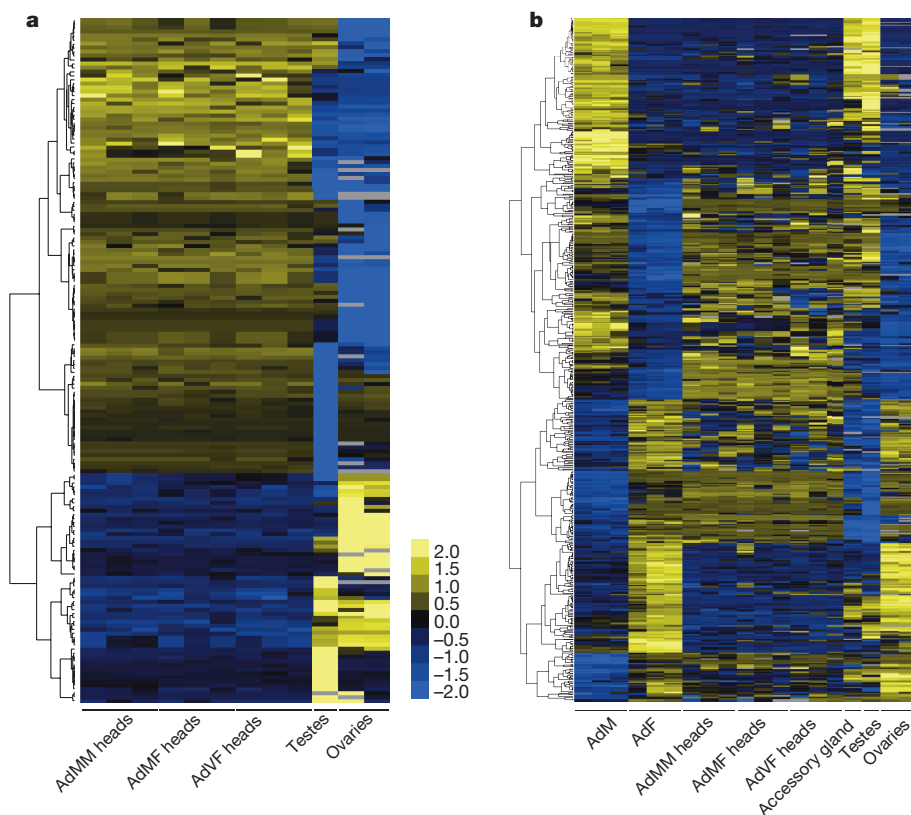 a
b
2.0
1.5
1.0
0.5
0.0
−0.5
−1.0
−1.5
−2.0
AdMM heads
AdMF heads
AdVF heads
Testes
Ovaries
AdM
AdF
AdMM heads
AdMF heads
AdVF heads
Accessory gland
Testes
Ovaries